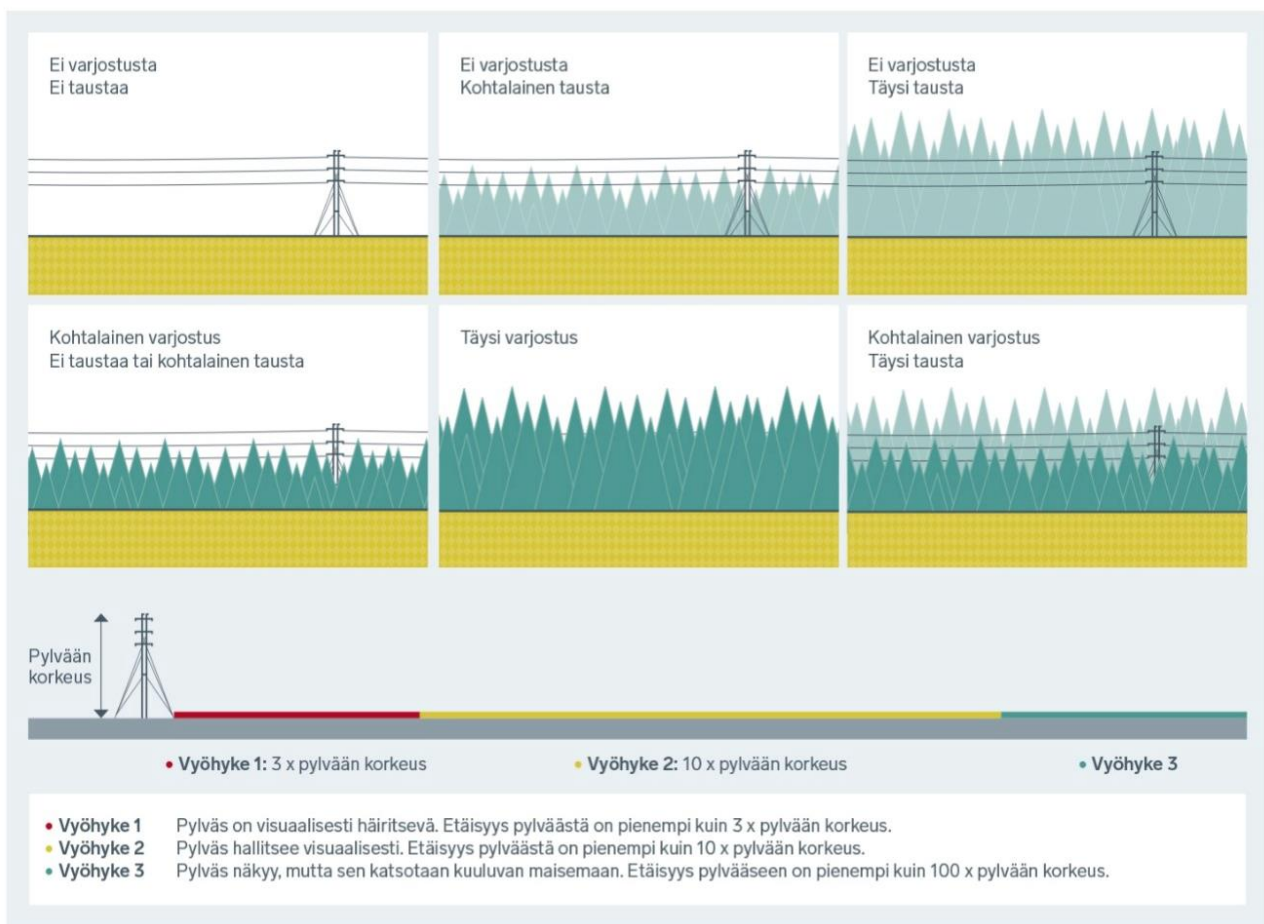 Ei varjostusta
Ei taustaa
Ei varjostusta
Kohtalainen tausta
Ei varjostusta
Täysi tausta
Kohtalainen varjostus
Ei taustaa tai kohtalainen tausta
Täysi varjostus
Kohtalainen varjostus
Täysi tausta
Pylvään
korkeus
• Vyöhyke 1: 3 x pylvään korkeus
• Vyöhyke 2: 10 x pylvään korkeus
• Vyöhyke 3
• Vyöhyke 1 Pylväs on visuaalisesti häiritsevä. Etäisyys pylväästä on pienempi kuin 3 x pylvään korkeus.
• Vyöhyke 2 Pylväs hallitsee visuaalisesti. Etäisyys pylväästä on pienempi kuin 10 x pylvään korkeus.
• Vyöhyke 3 Pylväs näkyy, mutta sen katsotaan kuuluvan maisemaan. Etäisyys pylvääseen on pienempi kuin 100 x pylvään korkeus.